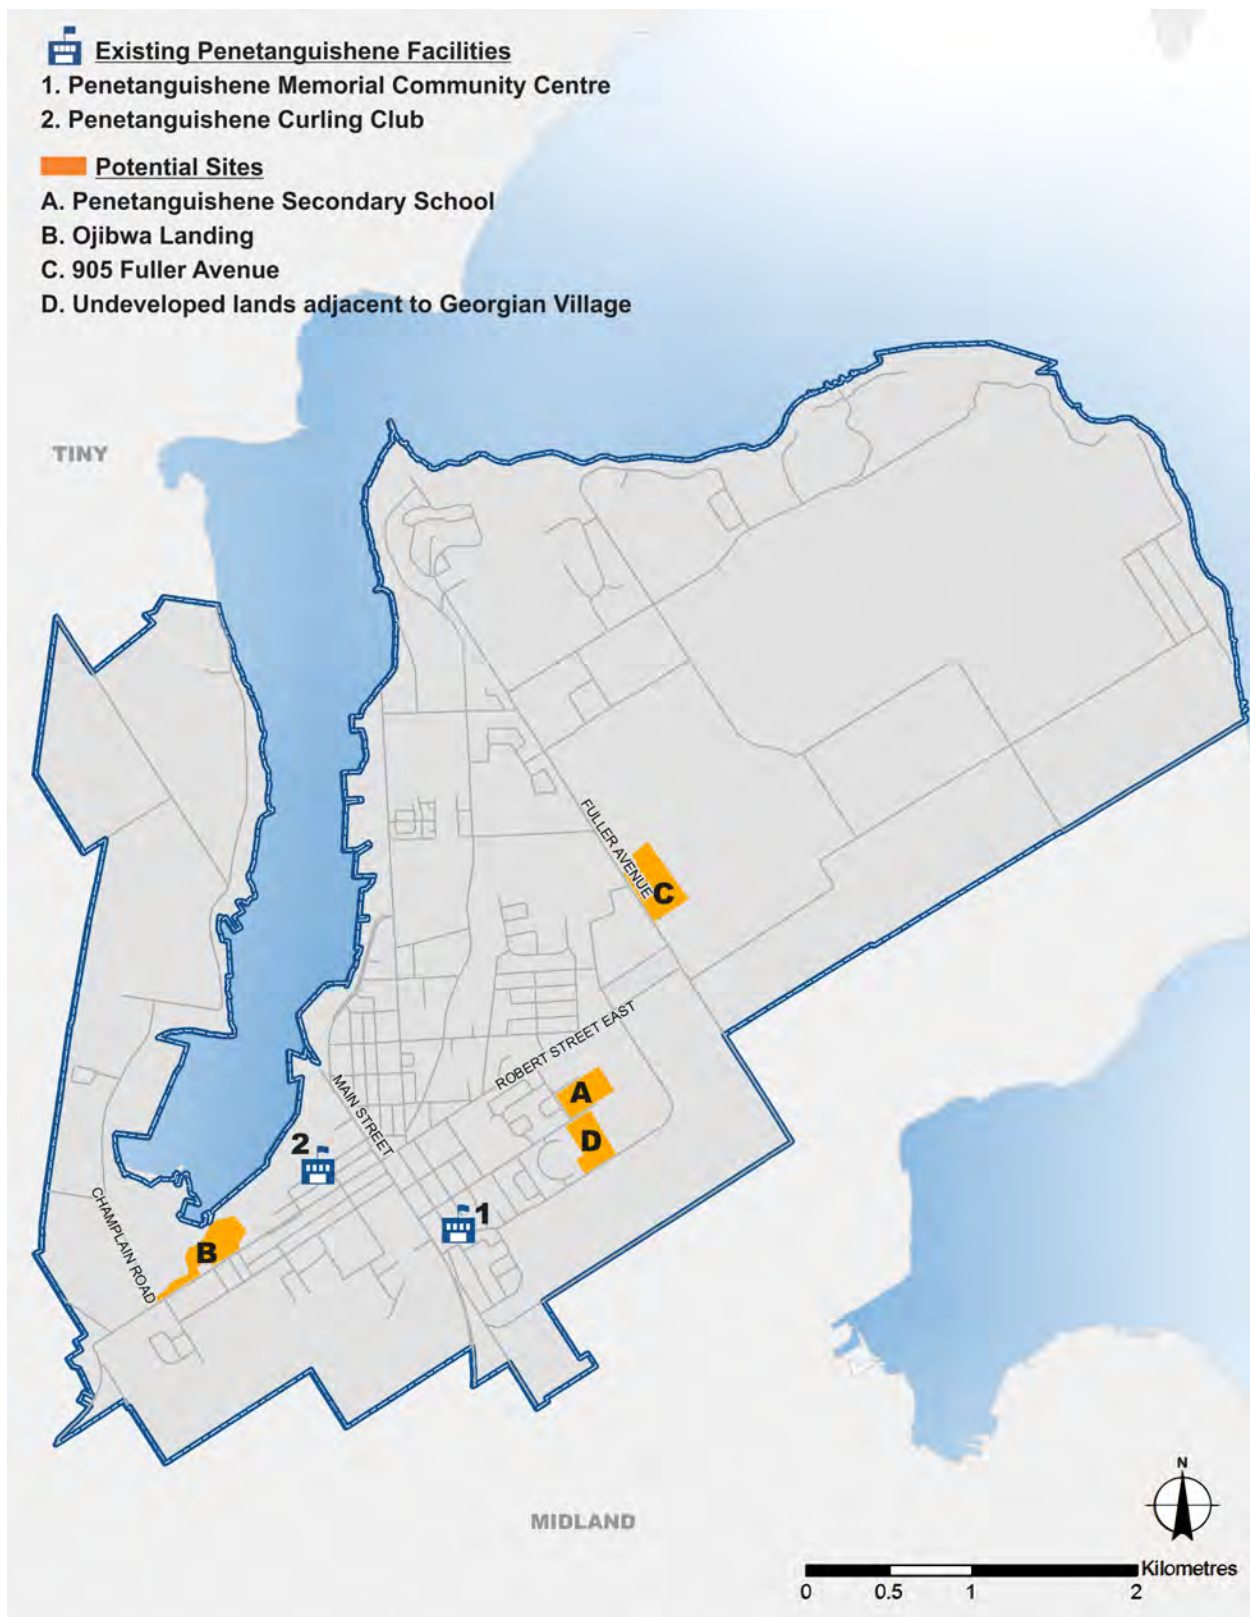 Existing Penetanguishene Facilities
1. Penetanguishene Memorial Community Centre
2. Penetanguishene Curling Club
Potential Sites
A. Penetanguishene Secondary School
B. Ojibwa Landing
C. 905 Fuller Avenue
D. Undeveloped lands adjacent to Georgian Village
TINY
FULLER AVENUE
C
ROBERT STREET EAST
A
MAIN STREET
D
2
1
CHAMPLAIN ROAD
B
N
MIDLAND
Kilometres
0 0.5 1 2